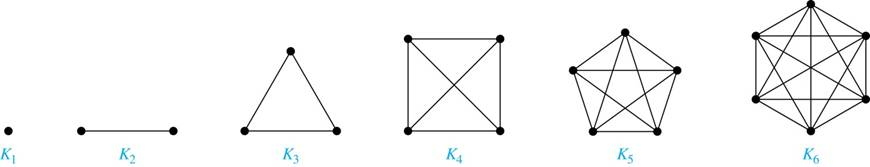 K₁ K₂ K₃ K₄ K₅ K₆